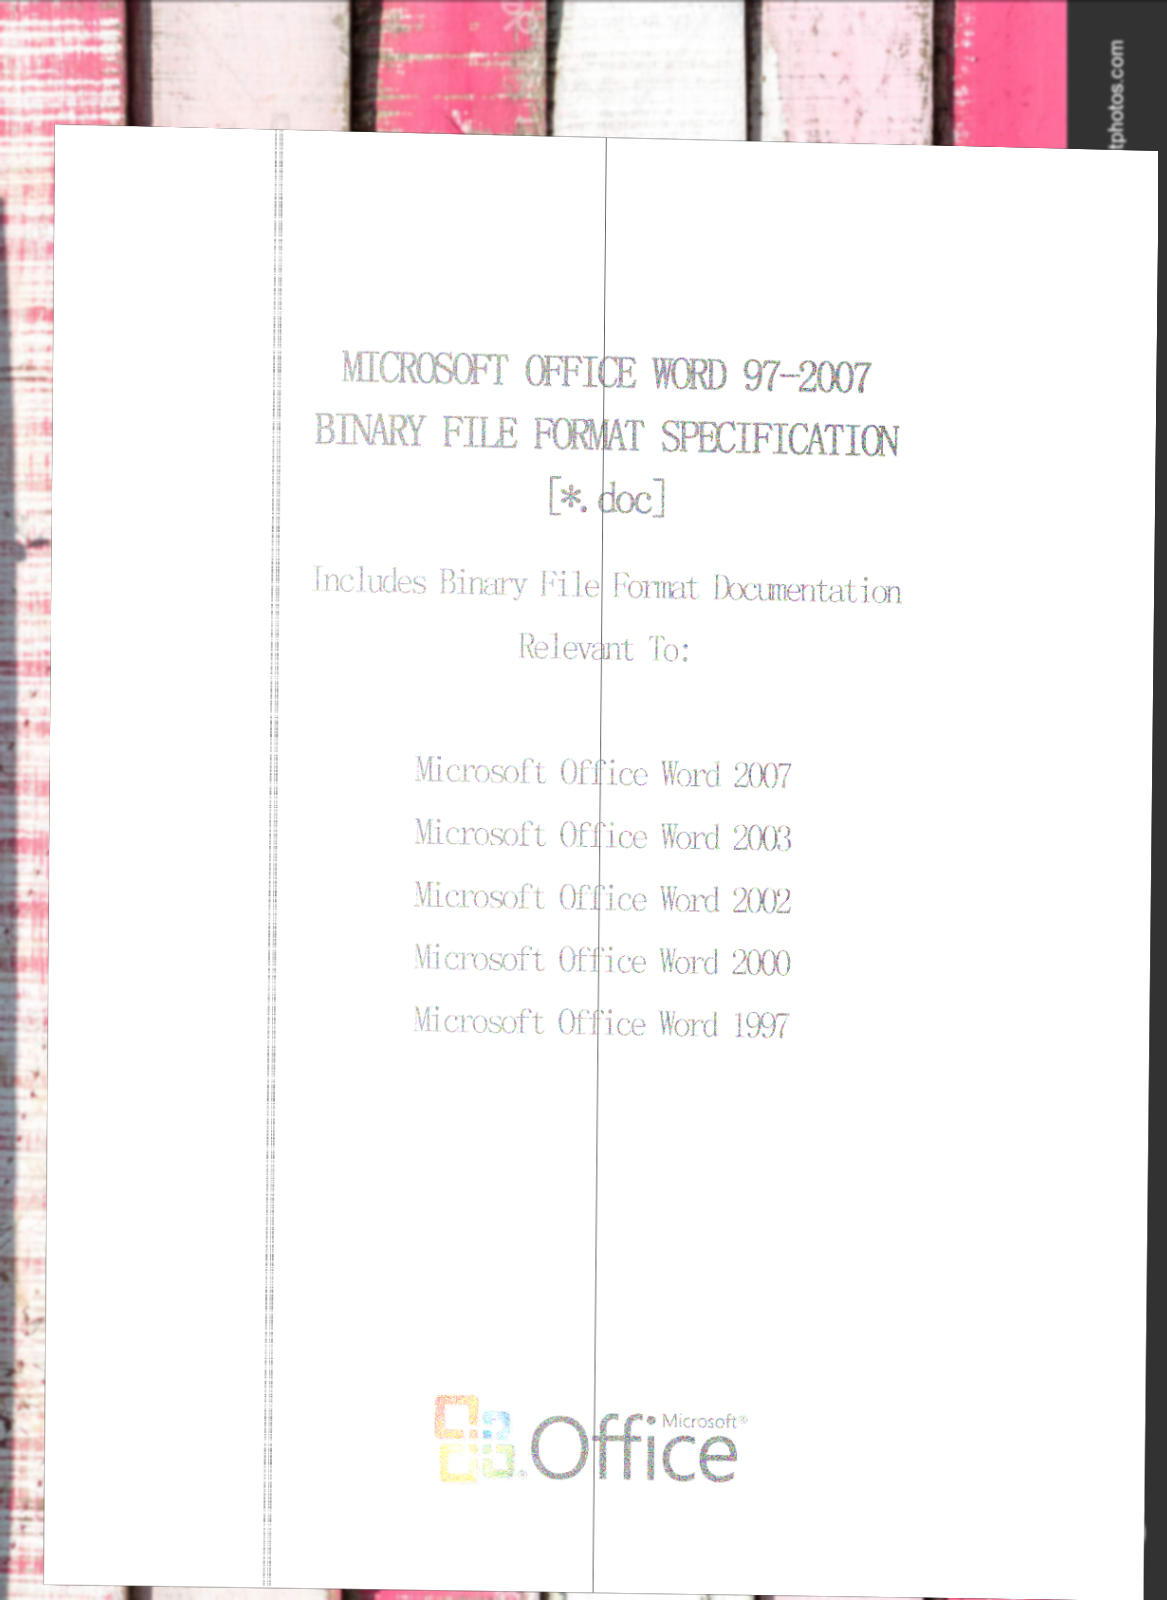 tphotos.com
MICROSOFT OFFICE WORD 97-2007
BINARY FILE FORMAT SPECIFICATION
[*.doc]
Includes Binary File Format Documentation
Relevant To:
Microsoft Office Word 2007
Microsoft Office Word 2003
Microsoft Office Word 2002
Microsoft Office Word 2000
Microsoft Office Word 1997
Microsoft®
Office